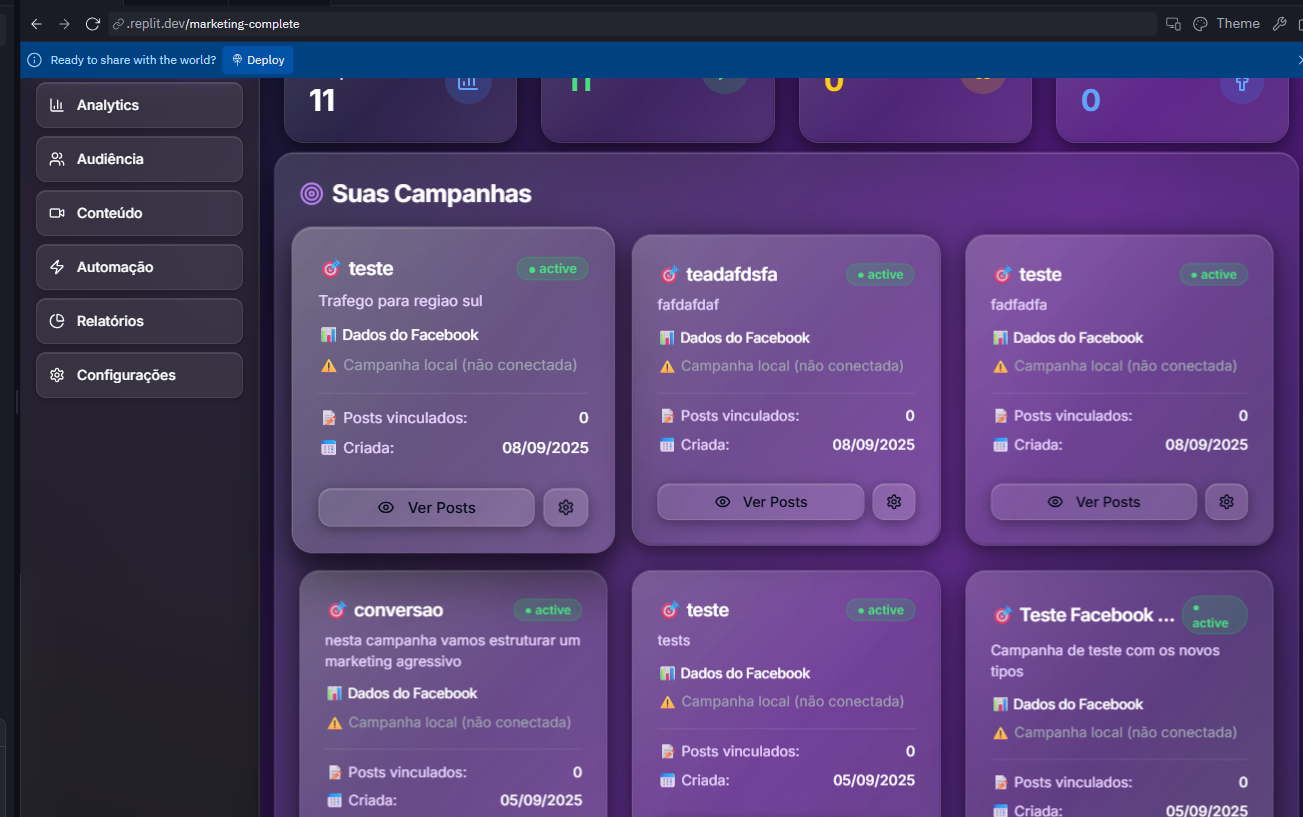 .replit.dev/marketing-complete
Theme
Ready to share with the world?
Deploy
Analytics
Audiência
Conteúdo
Automação
Relatórios
Configurações
11
11
0
0
Suas Campanhas
teste
• active
Trafego para regiao sul
Dados do Facebook
Campanha local (não conectada)
Posts vinculados: 0
Criada: 08/09/2025
Ver Posts
teadafdsfa
• active
fafdafdaf
Dados do Facebook
Campanha local (não conectada)
Posts vinculados: 0
Criada: 08/09/2025
Ver Posts
teste
• active
fadfadfa
Dados do Facebook
Campanha local (não conectada)
Posts vinculados: 0
Criada: 08/09/2025
Ver Posts
conversao
• active
nesta campanha vamos estruturar um
marketing agressivo
Dados do Facebook
Campanha local (não conectada)
Posts vinculados: 0
Criada: 05/09/2025
teste
• active
tests
Dados do Facebook
Campanha local (não conectada)
Posts vinculados: 0
Criada: 05/09/2025
Teste Facebook ...
•
active
Campanha de teste com os novos
tipos
Dados do Facebook
Campanha local (não conectada)
Posts vinculados: 0
Criada: 05/09/2025